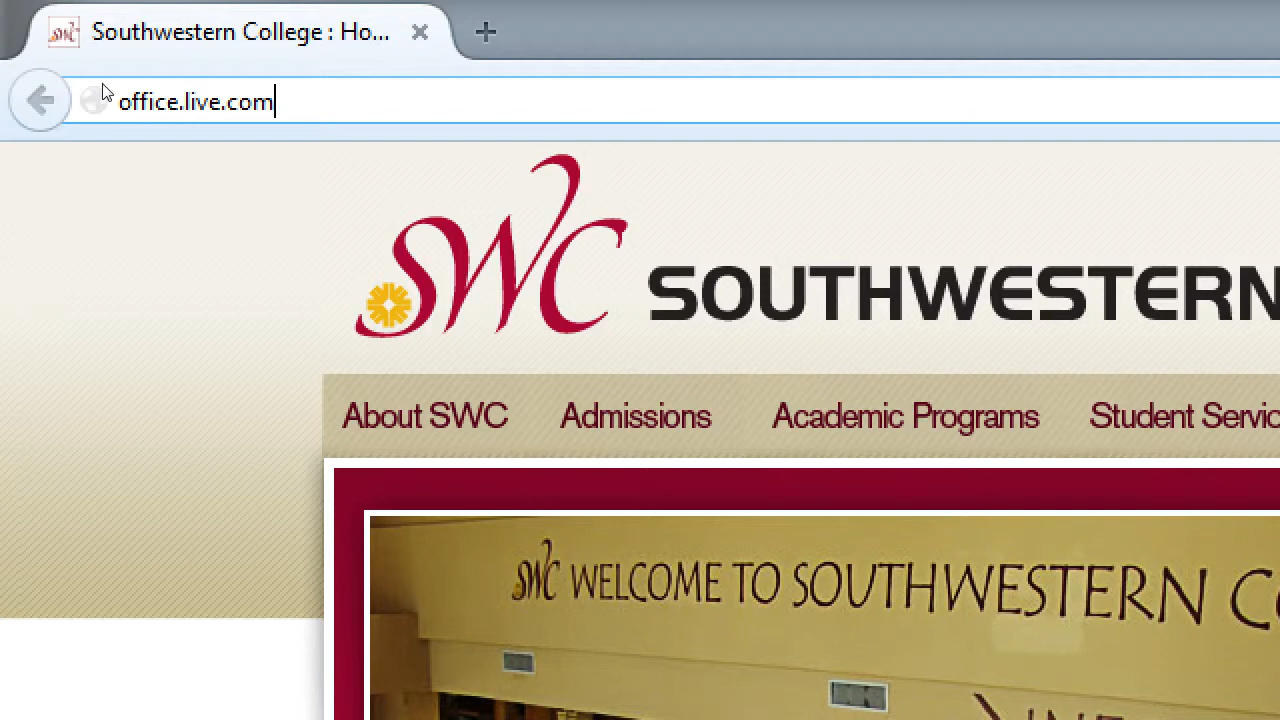 Southwestern College : Ho...
office.live.com
SWC SOUTHWESTERN
About SWC Admissions Academic Programs Student Servic
SWC WELCOME TO SOUTHWESTERN CO